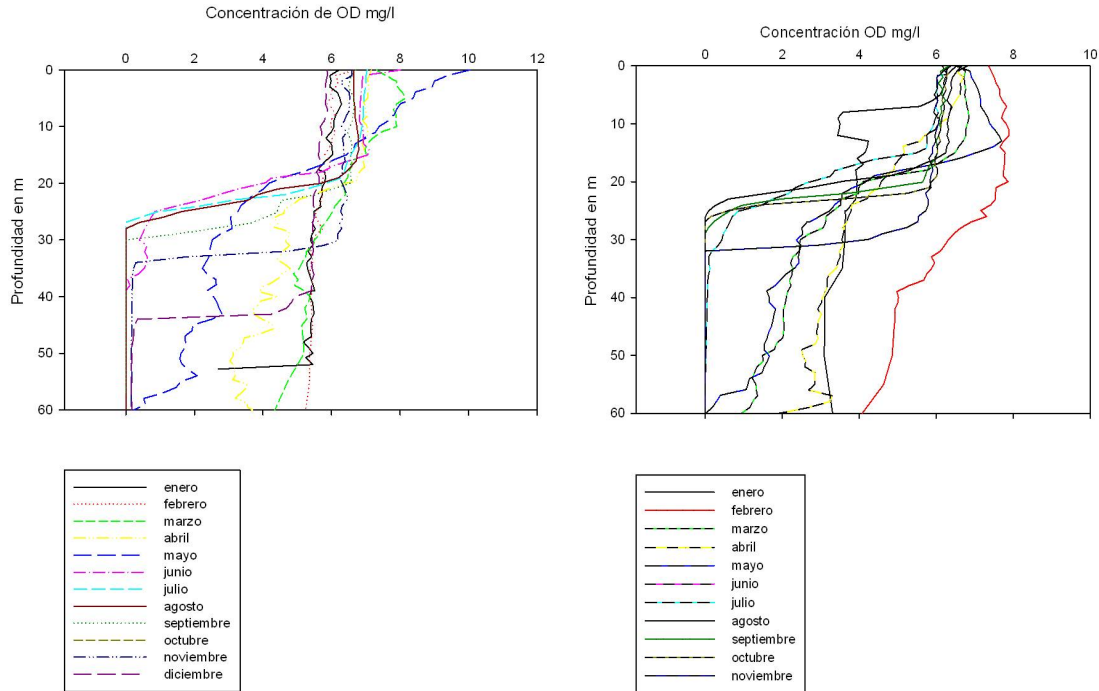 Concentración de OD mg/l
0 2 4 6 8 10 12
Profundidad en m
0
10
20
30
40
50
60
enero
febrero
marzo
abril
mayo
junio
julio
agosto
septiembre
octubre
noviembre
diciembre
Concentración OD mg/l
0 2 4 6 8 10
Profundidad en m
0
10
20
30
40
50
60
enero
febrero
marzo
abril
mayo
junio
julio
agosto
septiembre
octubre
noviembre